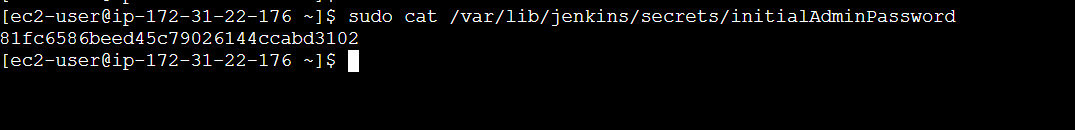 [ec2-user@ip-172-31-22-176 ~]$ sudo cat /var/lib/jenkins/secrets/initialAdminPassword
81fc6586beed45c79026144ccabd3102
[ec2-user@ip-172-31-22-176 ~]$